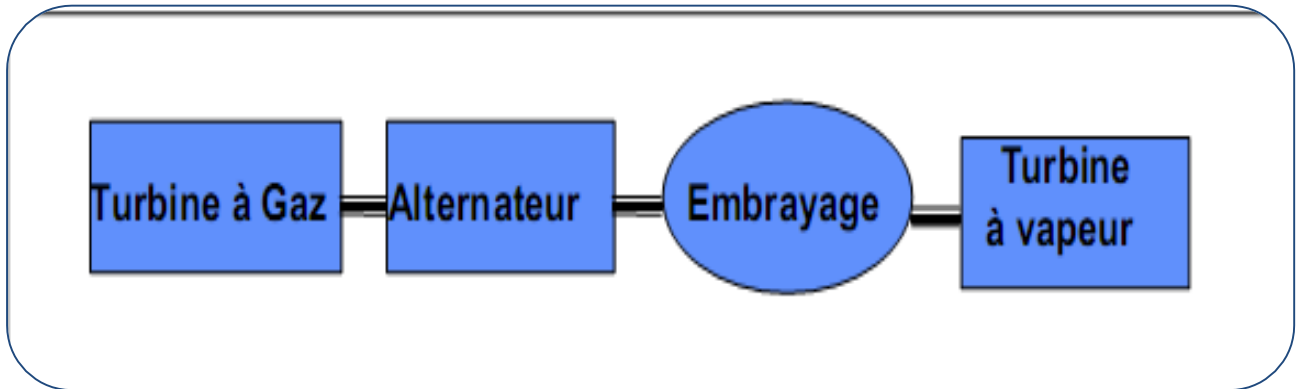 Turbine à Gaz
Alternateur
Embrayage
Turbine
à vapeur